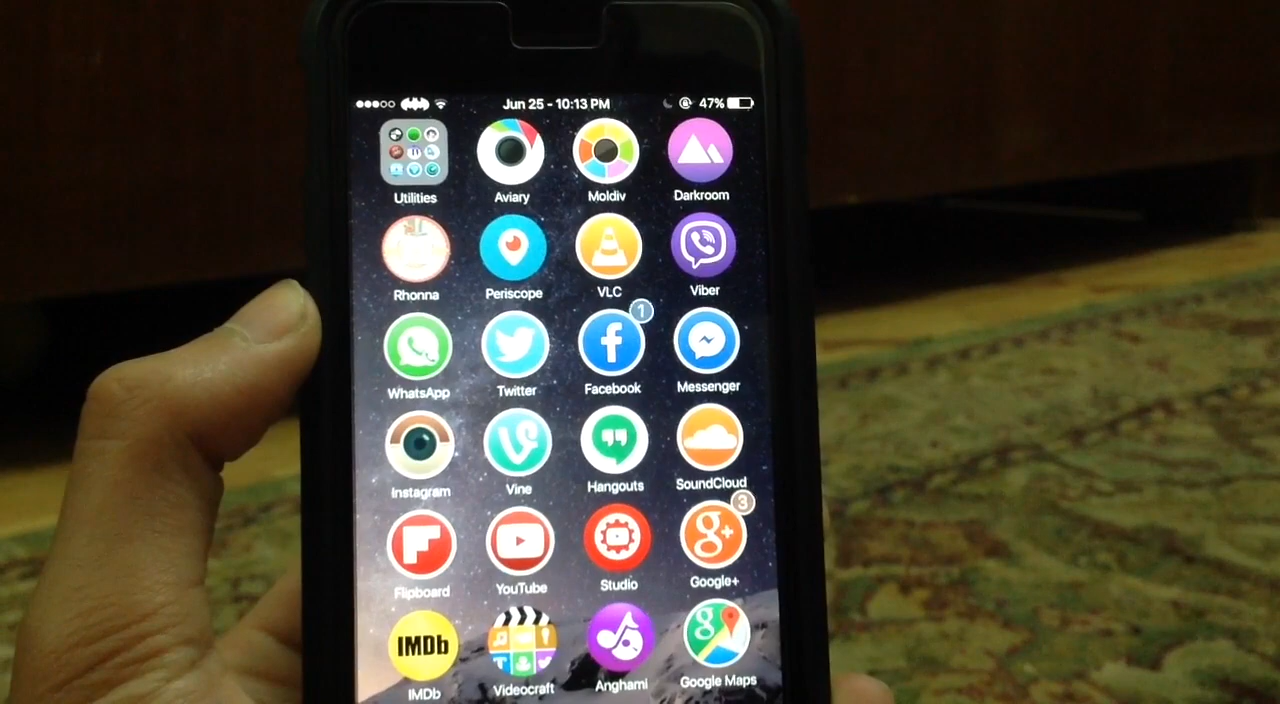 Jun 25 - 10:13 PM 47%
Utilities Aviary Moldiv Darkroom
Rhonna Periscope VLC Viber
1
WhatsApp Twitter Facebook Messenger
Instagram Vine Hangouts SoundCloud
3
g+
Flipboard YouTube Studio Google+
IMDb g
IMDb Videocraft Anghami Google Maps